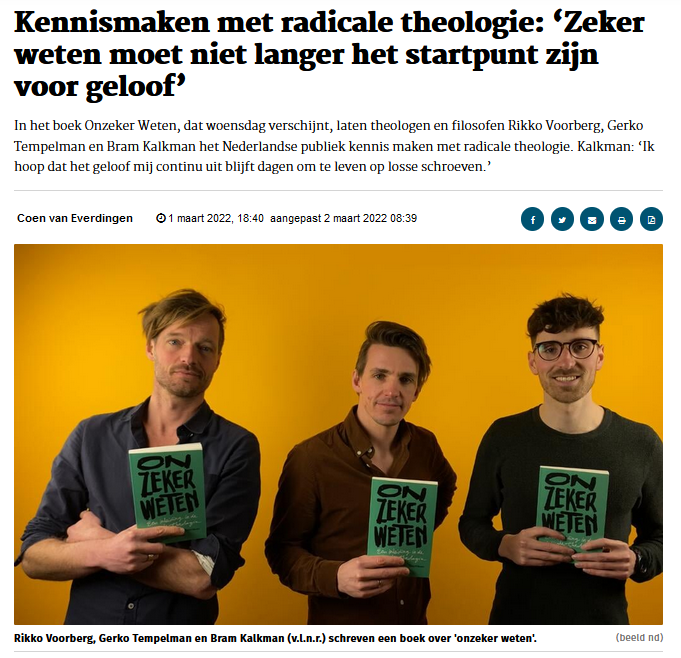 Kennismaken met radicale theologie: ‘Zeker
weten moet niet langer het startpunt zijn
voor geloof’
In het boek Onzeker Weten, dat woensdag verschijnt, laten theologen en filosofen Rikko Voorberg, Gerko
Tempelman en Bram Kalkman het Nederlandse publiek kennis maken met radicale theologie. Kalkman: ‘Ik
hoop dat het geloof mij continu uit blijft dagen om te leven op losse schroeven.’
Coen van Everdingen 1 maart 2022, 18:40 aangepast 2 maart 2022 08:39
ON
ZEKER
WETEN
ON
ZEKER
WETEN
ON
ZEKER
WETEN
Rikko Voorberg, Gerko Tempelman en Bram Kalkman (v.l.n.r.) schreven een boek over 'onzeker weten'. (beeld nd)